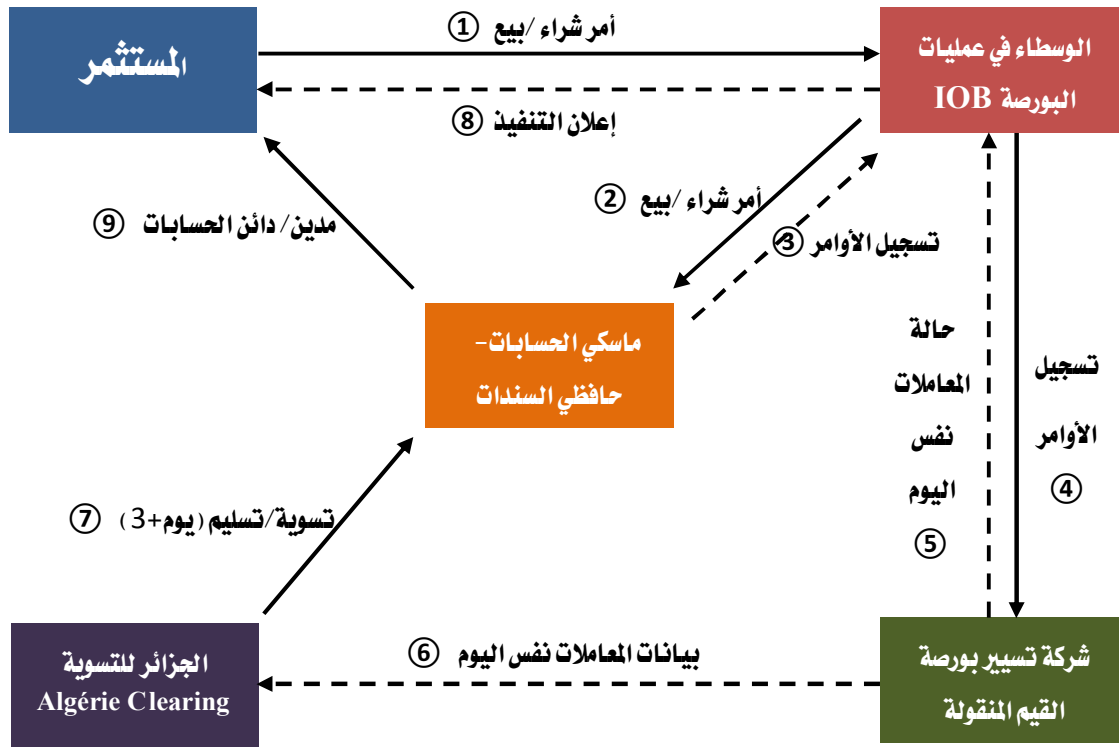 المستثمر
① أمر شراء /بيع
الوسطاء في عمليات
البورصة IOB
⑧ إعلان التنفيذ
② أمر شراء /بيع
③ تسجيل الأوامر
⑨ مدين/ دائن الحسابات
ماسكي الحسابات-
حافظي السندات
حالة
المعاملات
نفس
اليوم
⑤
تسجيل
الأوامر
④
⑦ تسوية/تسليم (يوم+3)
الجزائر للتسوية
Algérie Clearing
⑥ بيانات المعاملات نفس اليوم
شركة تسيير بورصة
القيم المنقولة